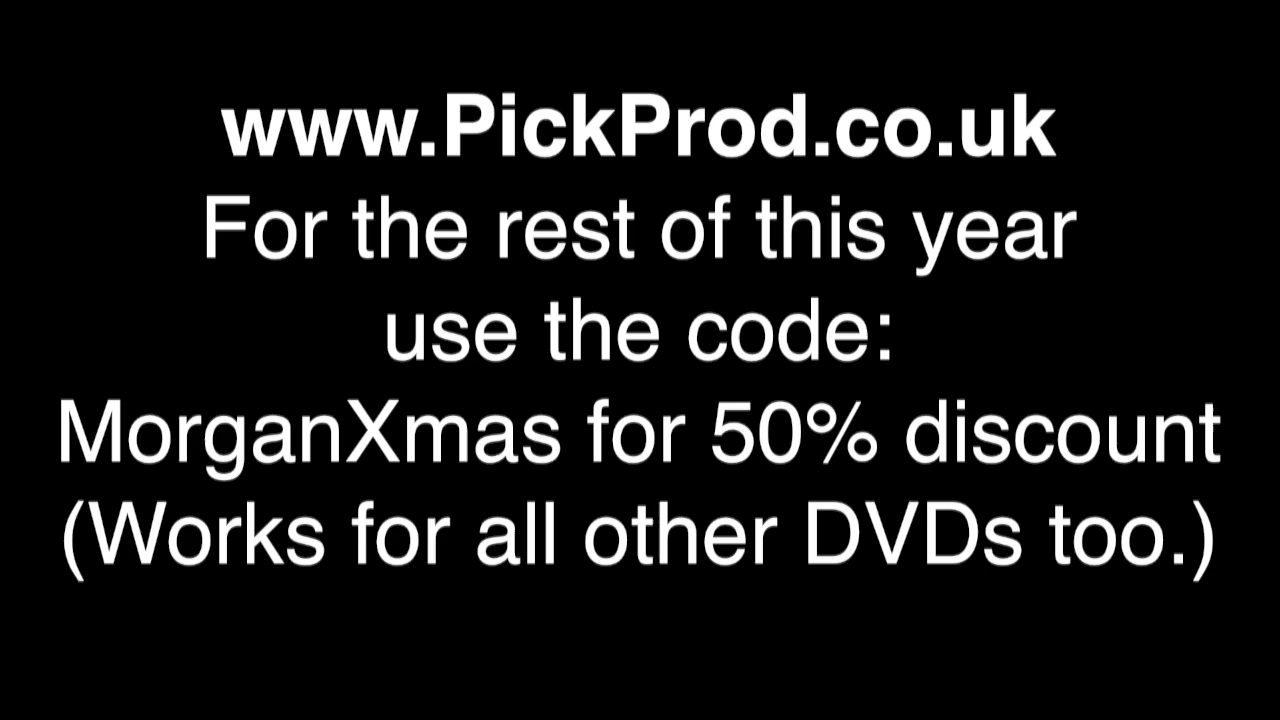 www.PickProd.co.uk
For the rest of this year
use the code:
MorganXmas for 50% discount
(Works for all other DVDs too.)